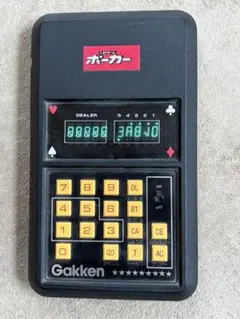 ポーカー
DEALER 5 4 3 2 1
7 8 9 DL
4 5 6 BT
1 2 3 CA CE
0 GO T AC
off
Gakken